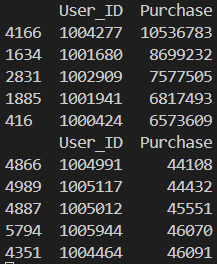 User_ID Purchase
4166 1004277 10536783
1634 1001680 8699232
2831 1002909 7577505
1885 1001941 6817493
416 1000424 6573609
User_ID Purchase
4866 1004991 44108
4989 1005117 44432
4887 1005012 45551
5794 1005944 46070
4351 1004464 46091